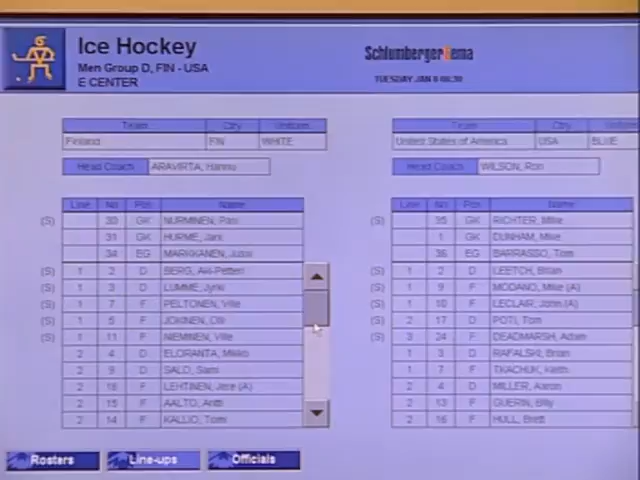 Ice Hockey
Men Group D, FIN - USA
E CENTER
SchlumbergerSema
TUESDAY JAN 8 08:30
Team City Uniform
Finland FIN WHITE
Head Coach ARAVIRTA, Hannu
Line No Pos Name
(S) 30 GK NURMINEN, Pasi
31 GK HURME, Jani
34 EG MARKKANEN, Jussi
(S) 1 2 D BERG, Aki-Petteri
(S) 1 3 D LUMME, Jyrki
(S) 1 7 F PELTONEN, Ville
(S) 1 5 F JOKINEN, Olli
(S) 1 11 F NIEMINEN, Ville
2 4 D ELORANTA, Mikko
2 9 D SALO, Sami
2 F LEHTINEN, Jere (A)
2 15 F AALTO, Antti
2 14 F KALLIO, Tomi
Team City Uniform
United States of America USA BLUE
Head Coach WILSON, Ron
Line No Pos Name
(S) 35 GK RICHTER, Mike
1 GK DUNHAM, Mike
36 EG BARRASSO, Tom
(S) 1 2 D LEETCH, Brian
(S) 1 9 F MODANO, Mike (A)
(S) 1 10 F LECLAIR, John (A)
(S) 2 17 D POTI, Tom
(S) 3 24 F DEADMARSH, Adam
1 3 D RAFALSKI, Brian
1 7 F TKACHUK, Keith
2 4 D MILLER, Aaron
2 13 F GUERIN, Billy
2 16 F HULL, Brett
Rosters
Line-ups
Officials